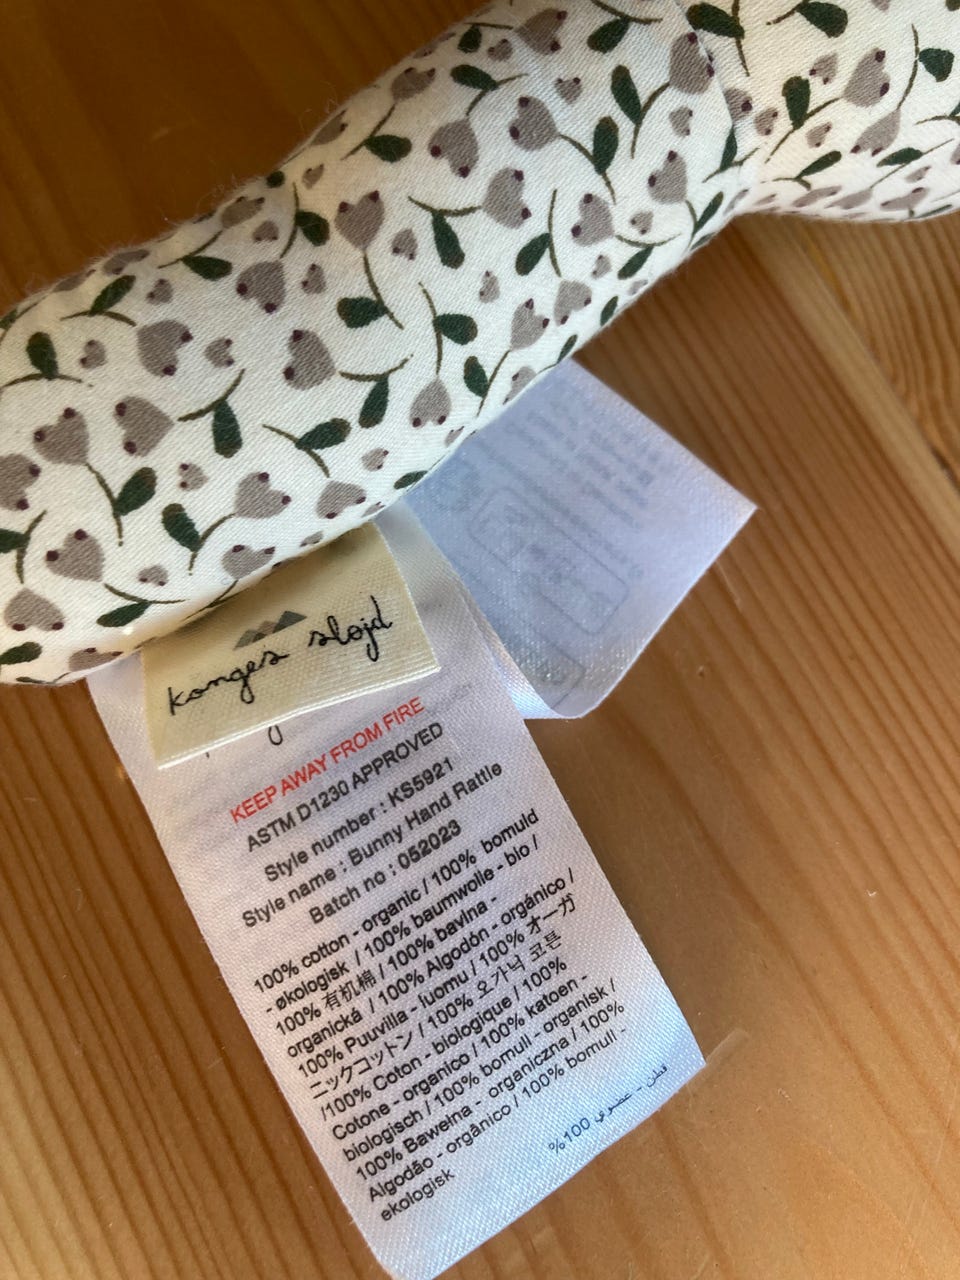 konges sløjd
KEEP AWAY FROM FIRE
ASTM D1230 APPROVED
Style number : KS5921
Style name : Bunny Hand Rattle
Batch no : 052023
100% cotton - organic / 100% bomuld
- økologisk / 100% baumwolle - bio /
100% 有机棉 / 100% bavlna -
organická / 100% Algodón - orgánico /
100% Puuvilla - luomu / 100% オーガ
ニックコットン / 100% 오가닉 코튼
/100% Coton - biologique / 100%
Cotone - organico / 100% katoen -
biologisch / 100% bomull - organisk /
100% Bawełna - organiczna / 100%
Algodão - orgânico / 100% bomull -
ekologisk
قطن - عضوي 100%